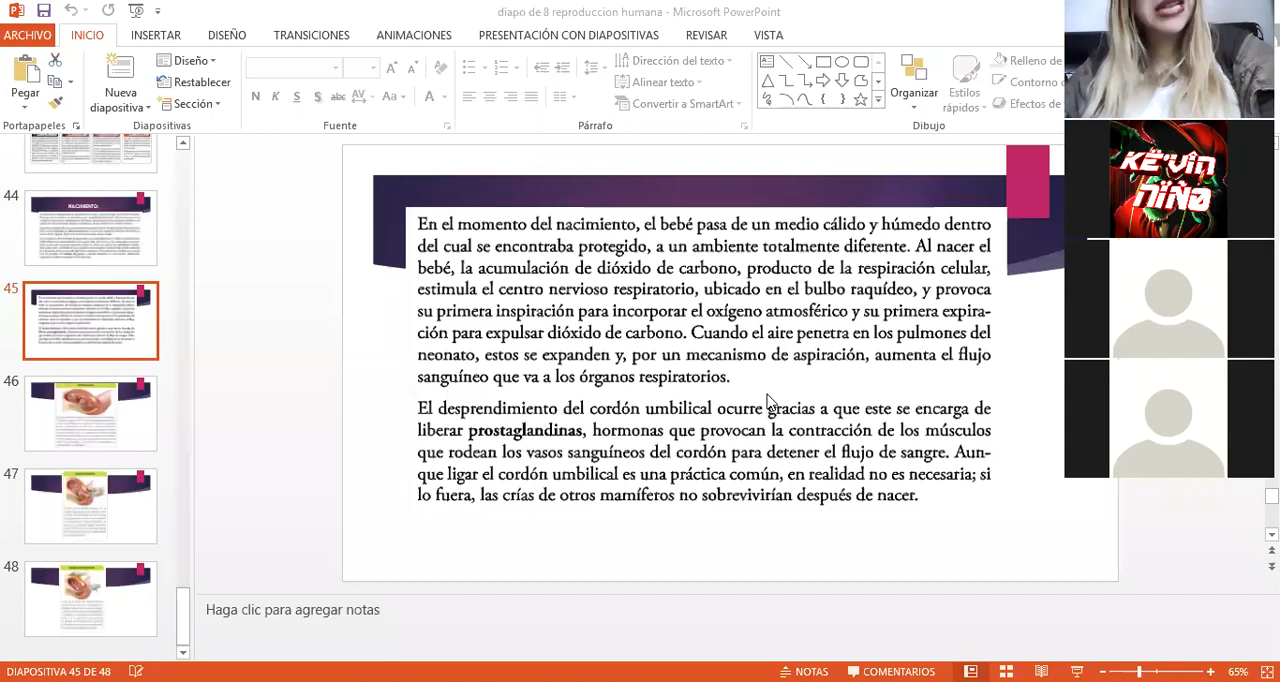 diapo de 8 reproduccion humana - Microsoft PowerPoint
ARCHIVO INICIO INSERTAR DISEÑO TRANSICIONES ANIMACIONES PRESENTACIÓN CON DIAPOSITIVAS REVISAR VISTA
Pegar
Nueva
diapositiva
Diseño
Restablecer
Sección
N K S S abc AV Aa A
Dirección del texto
Alinear texto
Convertir a SmartArt
Organizar
Estilos
rápidos
Relleno de
Contorno
Efectos de
Portapapeles Diapositivas Fuente Párrafo Dibujo
KEVIN
NIÑO
44
NACIMIENTO:
45
46
47
48
En el momento del nacimiento, el bebé pasa de un medio cálido y húmedo dentro
del cual se encontraba protegido, a un ambiente totalmente diferente. Al nacer el
bebé, la acumulación de dióxido de carbono, producto de la respiración celular,
estimula el centro nervioso respiratorio, ubicado en el bulbo raquídeo, y provoca
su primera aspiración para incorporar el oxígeno atmosférico y su primera expira-
ción para liberar dióxido de carbono. Cuando el aire entra en los pulmones del
neonato, estos se expanden y, por un mecanismo de aspiración, aumenta el flujo
sanguíneo que va a los órganos respiratorios.
El desprendimiento del cordón umbilical ocurre gracias a que este se encarga de
liberar prostaglandinas, hormonas que provocan la contracción de los músculos
que rodean los vasos sanguíneos del cordón para detener el flujo de sangre. Aun-
que ligar el cordón umbilical es una práctica común, en realidad no es necesaria; si
lo fuera, las crías de otros mamíferos no sobrevivirían después de nacer.
Haga clic para agregar notas
DIAPOSITIVA 45 DE 48 NOTAS COMENTARIOS 65%